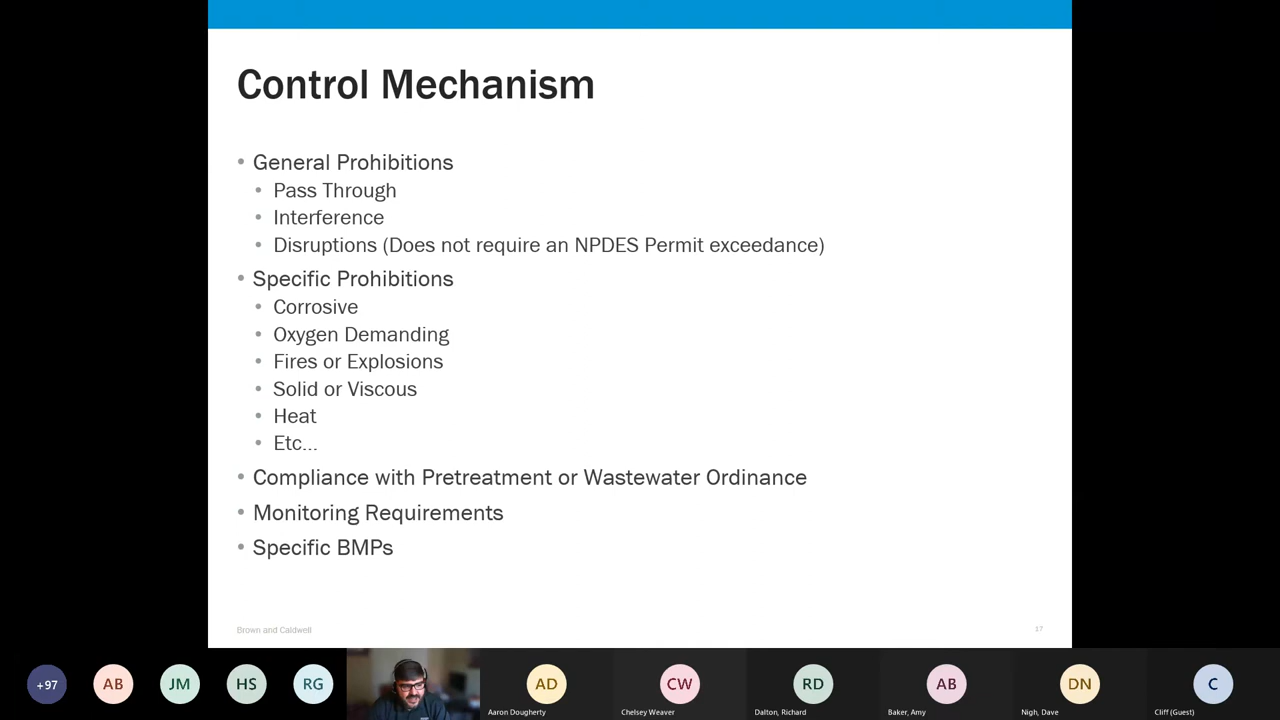 Control Mechanism
• General Prohibitions
• Pass Through
• Interference
• Disruptions (Does not require an NPDES Permit exceedance)
• Specific Prohibitions
• Corrosive
• Oxygen Demanding
• Fires or Explosions
• Solid or Viscous
• Heat
• Etc...
• Compliance with Pretreatment or Wastewater Ordinance
• Monitoring Requirements
• Specific BMPs
Brown and Caldwell
17
+97
AB
JM
HS
RG
AD
CW
RD
AB
DN
C
Aaron Dougherty
Chelsey Weaver
Dalton, Richard
Baker, Amy
Nigh, Dave
Cliff (Guest)